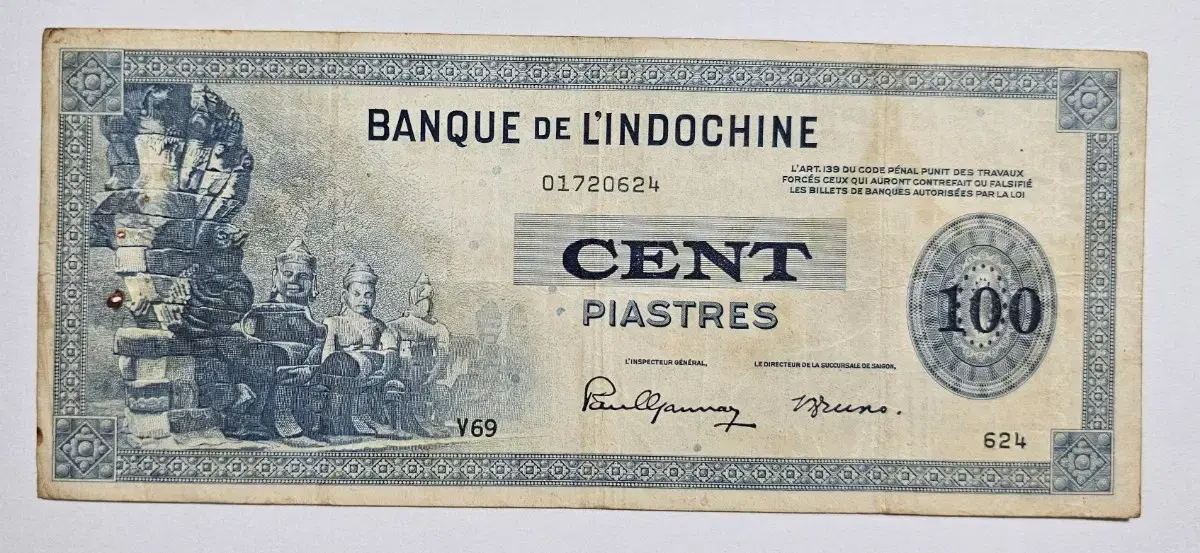 BANQUE DE L'INDOCHINE
01720624
L'ART. 139 DU CODE PÉNAL PUNIT DES TRAVAUX
FORCÉS CEUX QUI AURONT CONTREFAIT OU FALSIFIÉ
LES BILLETS DE BANQUES AUTORISÉES PAR LA LOI
CENT
PIASTRES
100
L'INSPECTEUR GÉNÉRAL, LE DIRECTEUR DE LA SUCCURSALE DE SAIGON,
V69
624